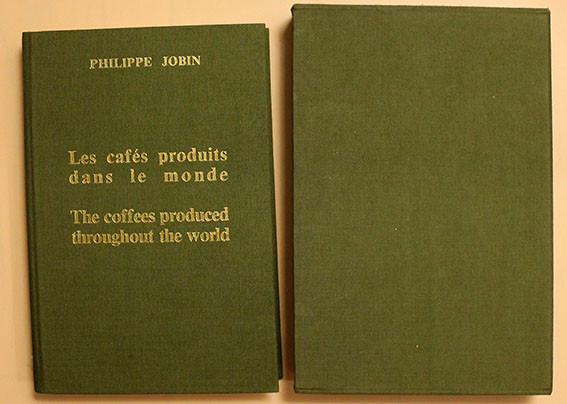 PHILIPPE JOBIN
Les cafés produits
dans le monde
The coffees produced
throughout the world